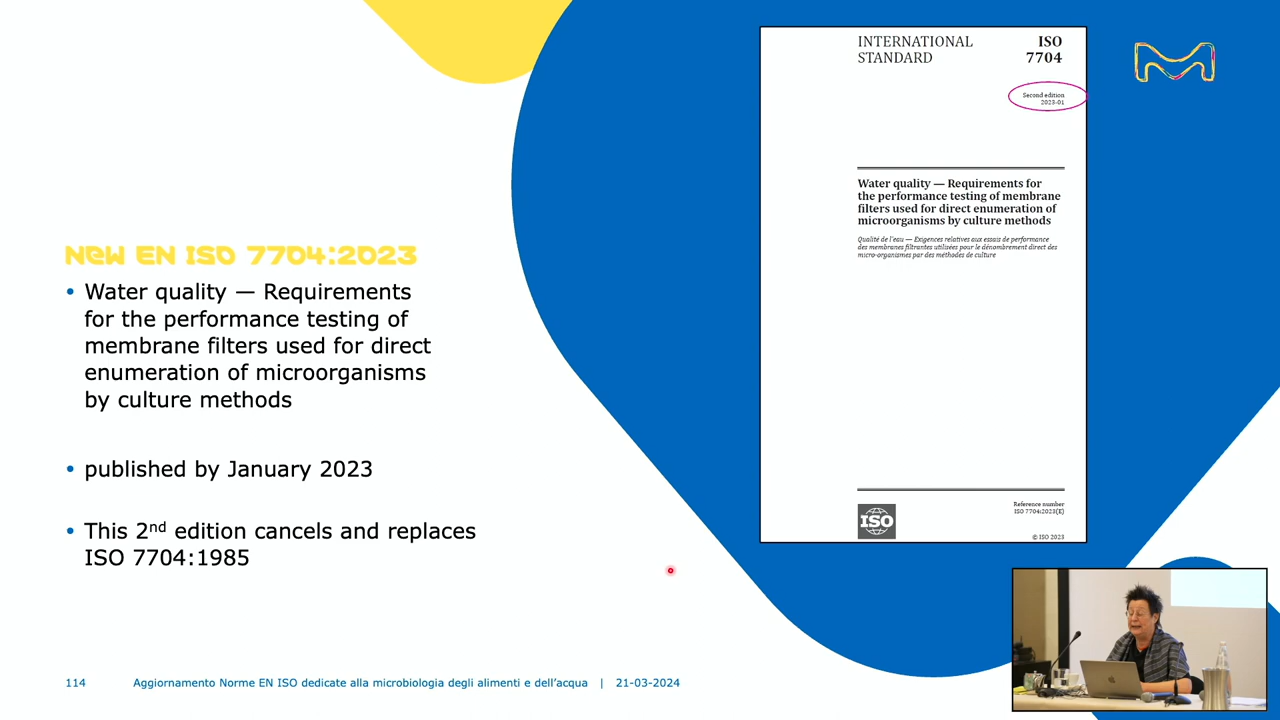 New EN ISO 7704:2023
• Water quality — Requirements
for the performance testing of
membrane filters used for direct
enumeration of microorganisms
by culture methods
• published by January 2023
• This 2nd edition cancels and replaces
ISO 7704:1985
INTERNATIONAL
STANDARD
ISO
7704
Second edition
2023-01
Water quality — Requirements for
the performance testing of membrane
filters used for direct enumeration of
microorganisms by culture methods
Qualité de l'eau — Exigences relatives aux essais de performance
des membranes filtrantes utilisées pour le dénombrement direct des
micro-organismes par des méthodes de culture
ISO
Reference number
ISO 7704:2023(E)
© ISO 2023
114 Aggiornamento Norme EN ISO dedicate alla microbiologia degli alimenti e dell’acqua | 21-03-2024